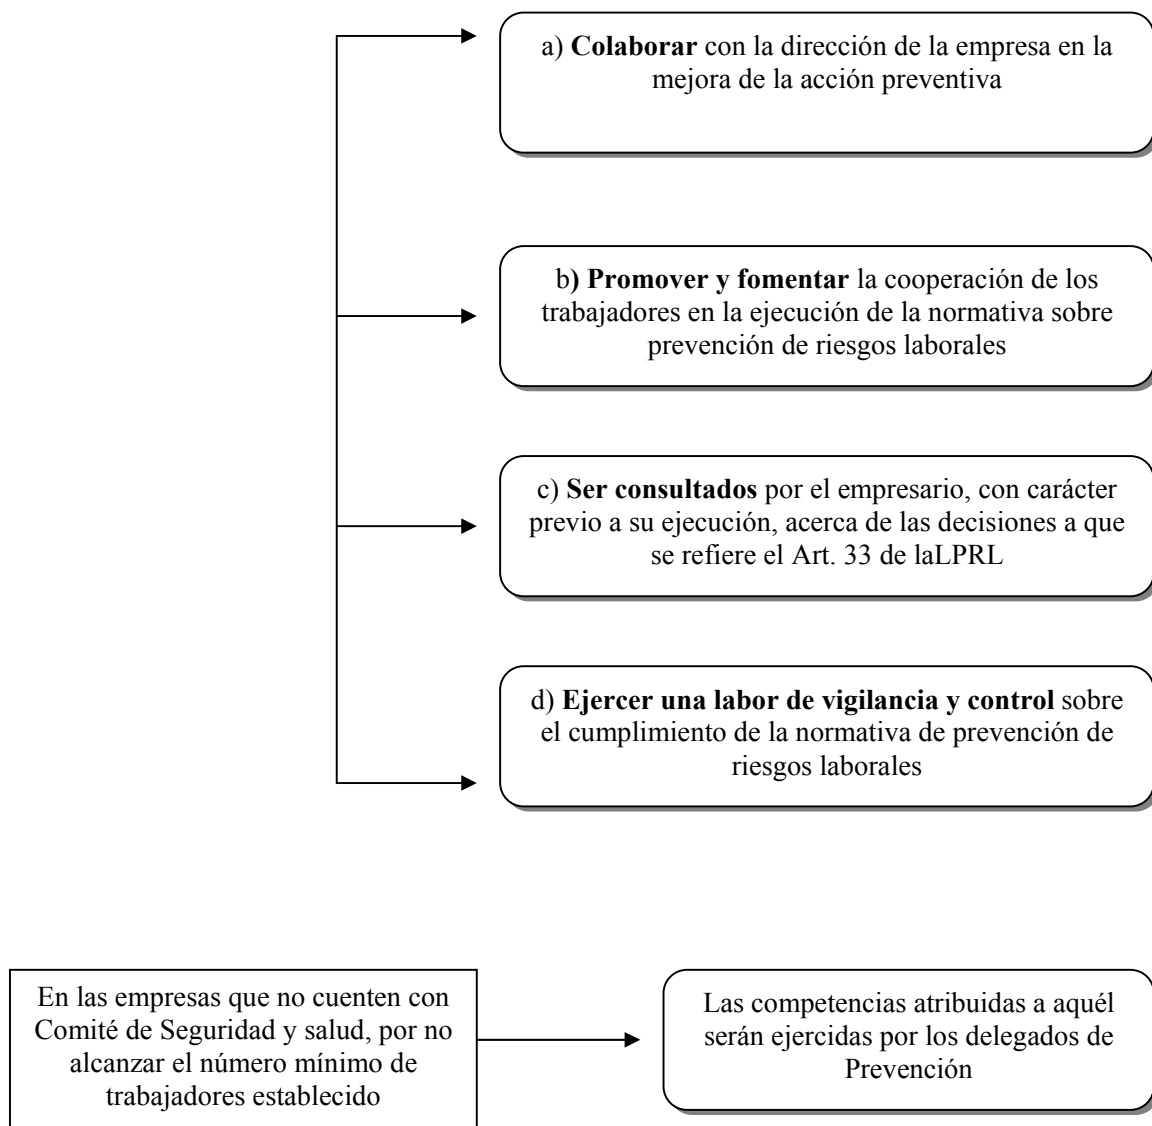 a) Colaborar con la dirección de la empresa en la
mejora de la acción preventiva
b) Promover y fomentar la cooperación de los
trabajadores en la ejecución de la normativa sobre
prevención de riesgos laborales
c) Ser consultados por el empresario, con carácter
previo a su ejecución, acerca de las decisiones a que
se refiere el Art. 33 de laLPRL
d) Ejercer una labor de vigilancia y control sobre
el cumplimiento de la normativa de prevención de
riesgos laborales
En las empresas que no cuenten con
Comité de Seguridad y salud, por no
alcanzar el número mínimo de
trabajadores establecido
Las competencias atribuidas a aquél
serán ejercidas por los delegados de
Prevención